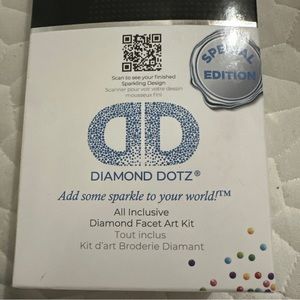 Scan to see your finished
Sparkling Design
Scanner pour voir votre dessin
mousseux fini
SPECIAL
EDITION
DIAMOND DOTZ®
Add some sparkle to your world!™
All Inclusive
Diamond Facet Art Kit
Tout inclus
Kit d'art Broderie Diamant